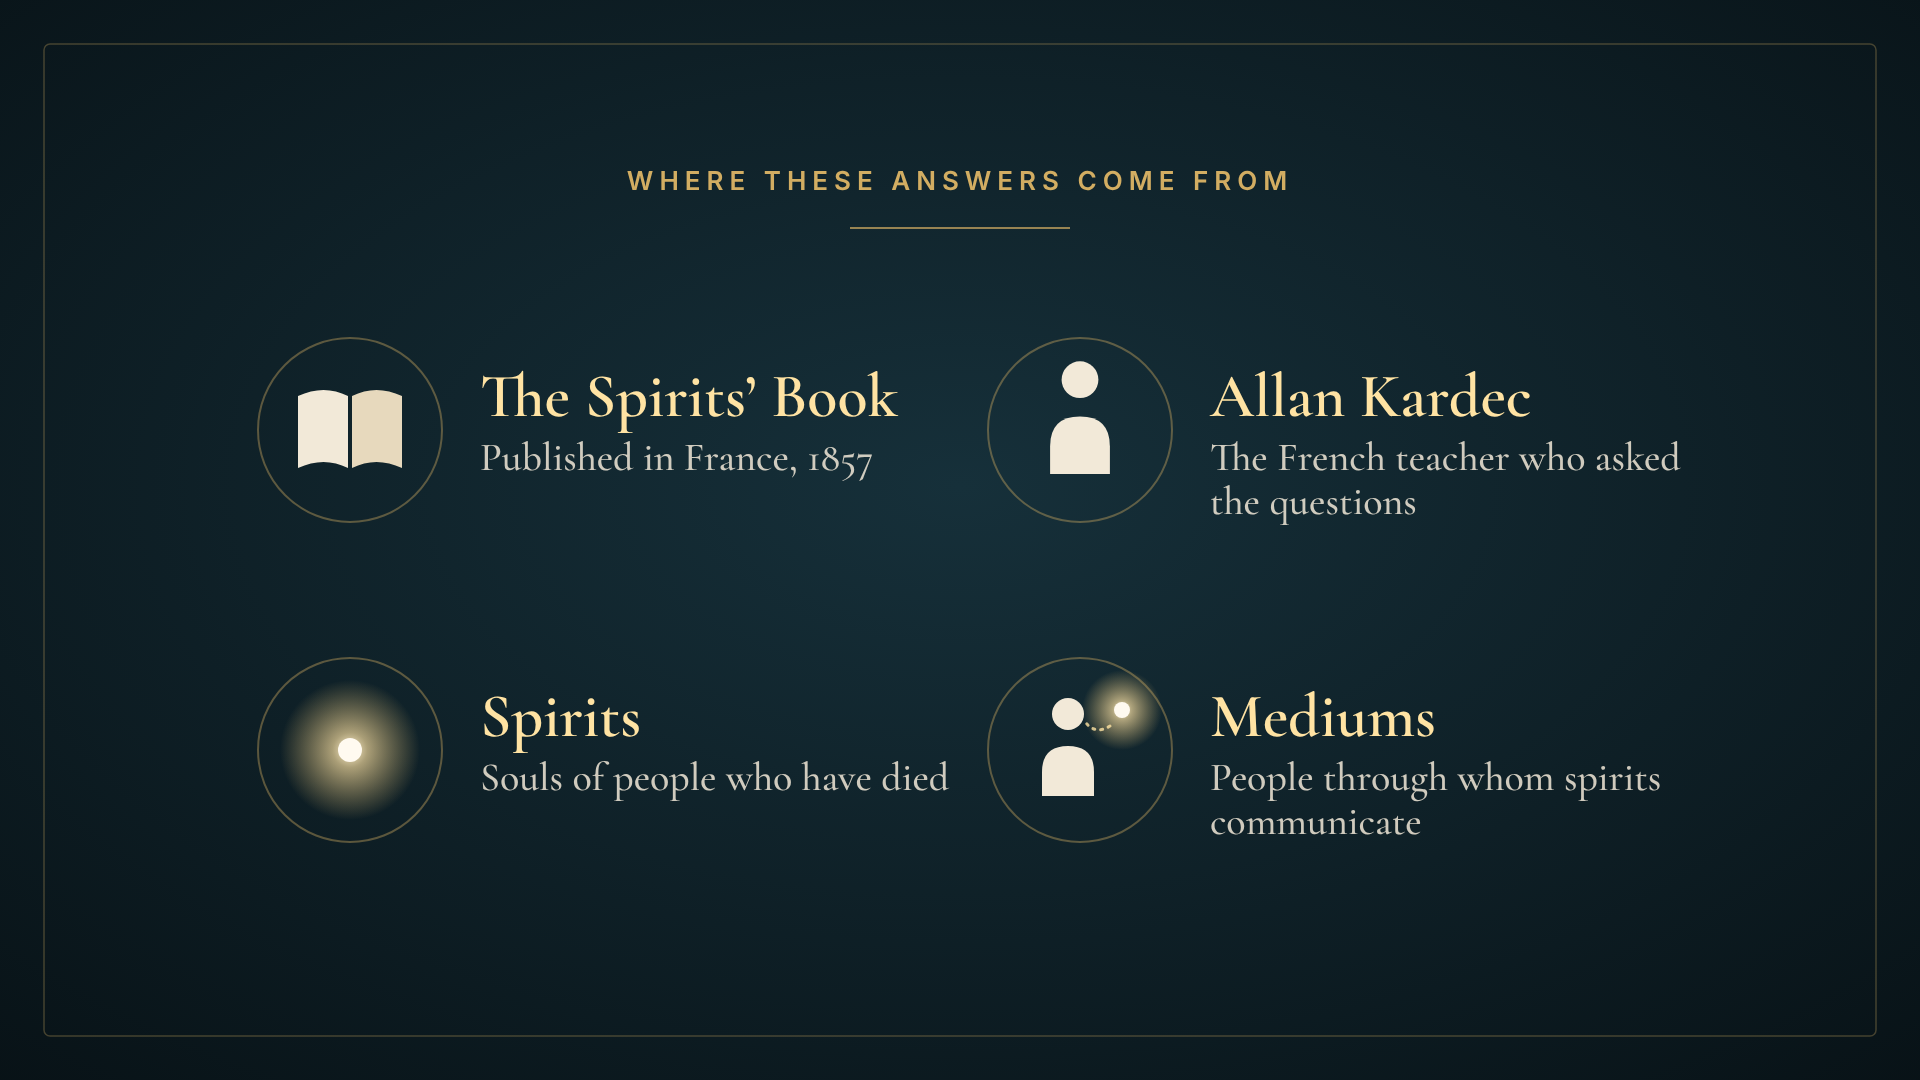 WHERE THESE ANSWERS COME FROM
The Spirits’ Book
Published in France, 1857
Allan Kardec
The French teacher who asked
the questions
Spirits
Souls of people who have died
Mediums
People through whom spirits
communicate